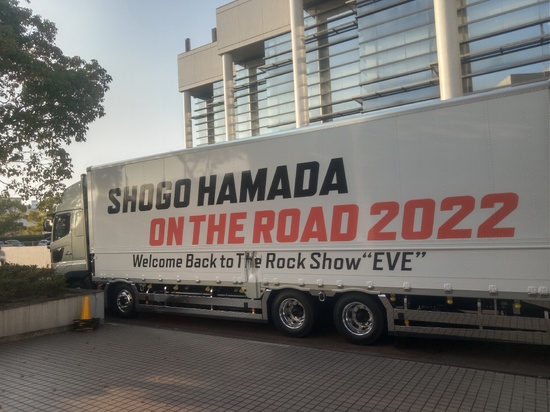 SHOGO HAMADA
ON THE ROAD 2022
Welcome Back to The Rock Show "EVE"